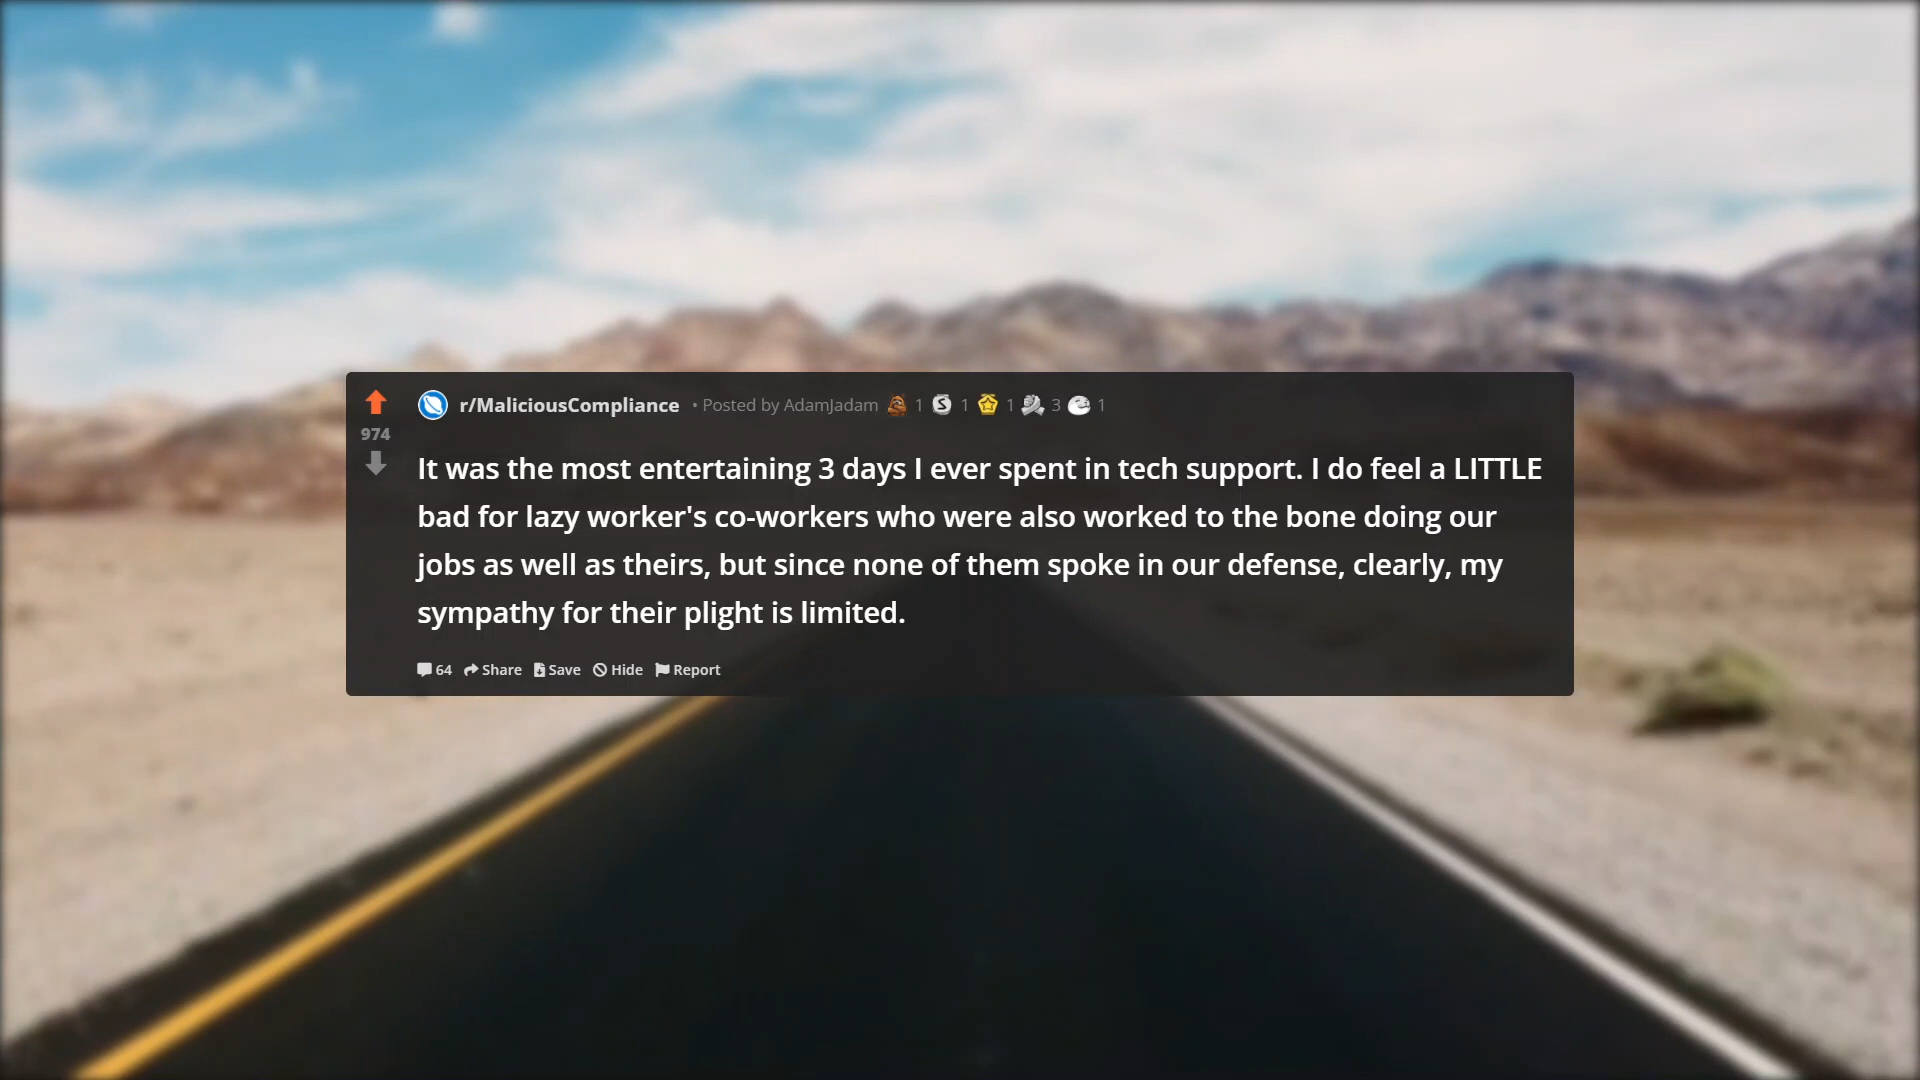 r/MaliciousCompliance • Posted by AdamJadam 1 1 1 3 1
974
It was the most entertaining 3 days I ever spent in tech support. I do feel a LITTLE
bad for lazy worker's co-workers who were also worked to the bone doing our
jobs as well as theirs, but since none of them spoke in our defense, clearly, my
sympathy for their plight is limited.
64 Share Save Hide Report